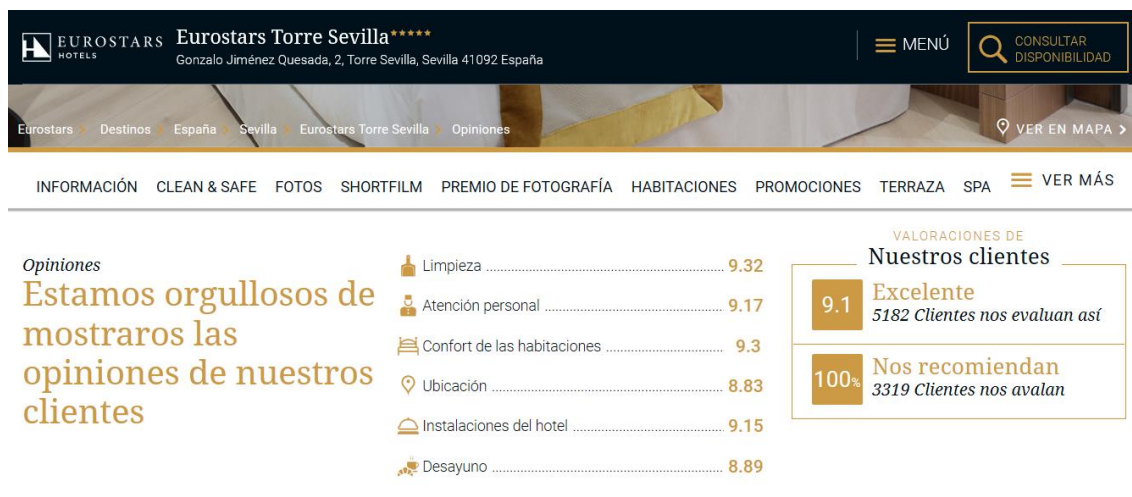 EUROSTARS
HOTELS
Eurostars Torre Sevilla*****
Gonzalo Jiménez Quesada, 2, Torre Sevilla, Sevilla 41092 España
MENÚ
CONSULTAR
DISPONIBILIDAD
Eurostars Destinos España Sevilla Eurostars Torre Sevilla Opiniones
VER EN MAPA >
INFORMACIÓN CLEAN & SAFE FOTOS SHORTFILM PREMIO DE FOTOGRAFÍA HABITACIONES PROMOCIONES TERRAZA SPA VER MÁS
Opiniones
Estamos orgullosos de
mostraros las
opiniones de nuestros
clientes
Limpieza ........................ 9.32
Atención personal ........................ 9.17
Confort de las habitaciones ........................ 9.3
Ubicación ........................ 8.83
Instalaciones del hotel ........................ 9.15
Desayuno ........................ 8.89
VALORACIONES DE
Nuestros clientes
9.1 Excelente
5182 Clientes nos evaluan así
100% Nos recomiendan
3319 Clientes nos avalan